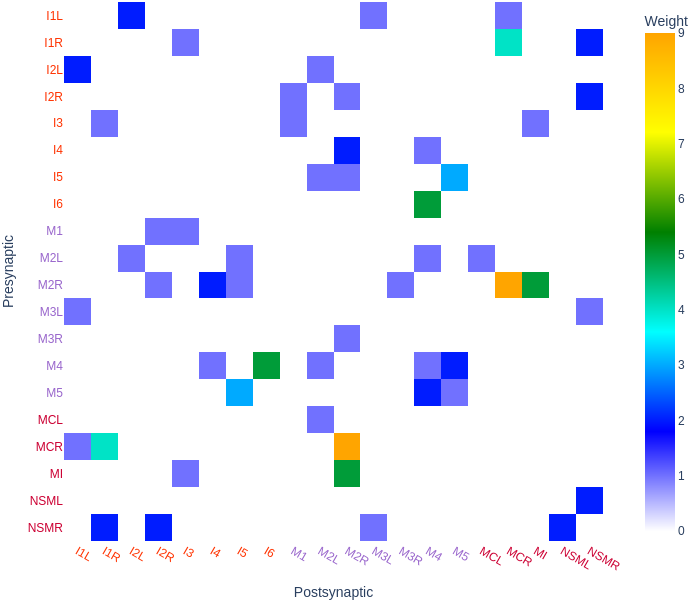 Weight
9
8
7
6
5
4
3
2
1
0
Presynaptic
I1L
I1R
I2L
I2R
I3
I4
I5
I6
M1
M2L
M2R
M3L
M3R
M4
M5
MCL
MCR
MI
NSML
NSMR
I1L
I1R
I2L
I2R
I3
I4
I5
I6
M1
M2L
M2R
M3L
M3R
M4
M5
MCL
MCR
MI
NSML
NSMR
Postsynaptic